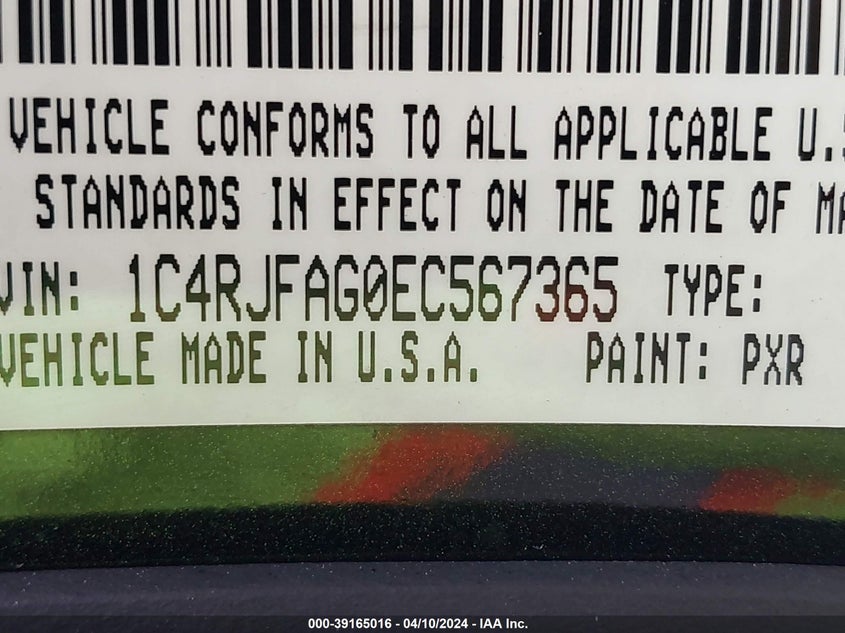 VEHICLE CONFORMS TO ALL APPLICABLE U.S
STANDARDS IN EFFECT ON THE DATE OF MA
VIN: 1C4RJFAG0EC567365 TYPE:
VEHICLE MADE IN U.S.A. PAINT: PXR
000-39165016 - 04/10/2024 - IAA Inc.